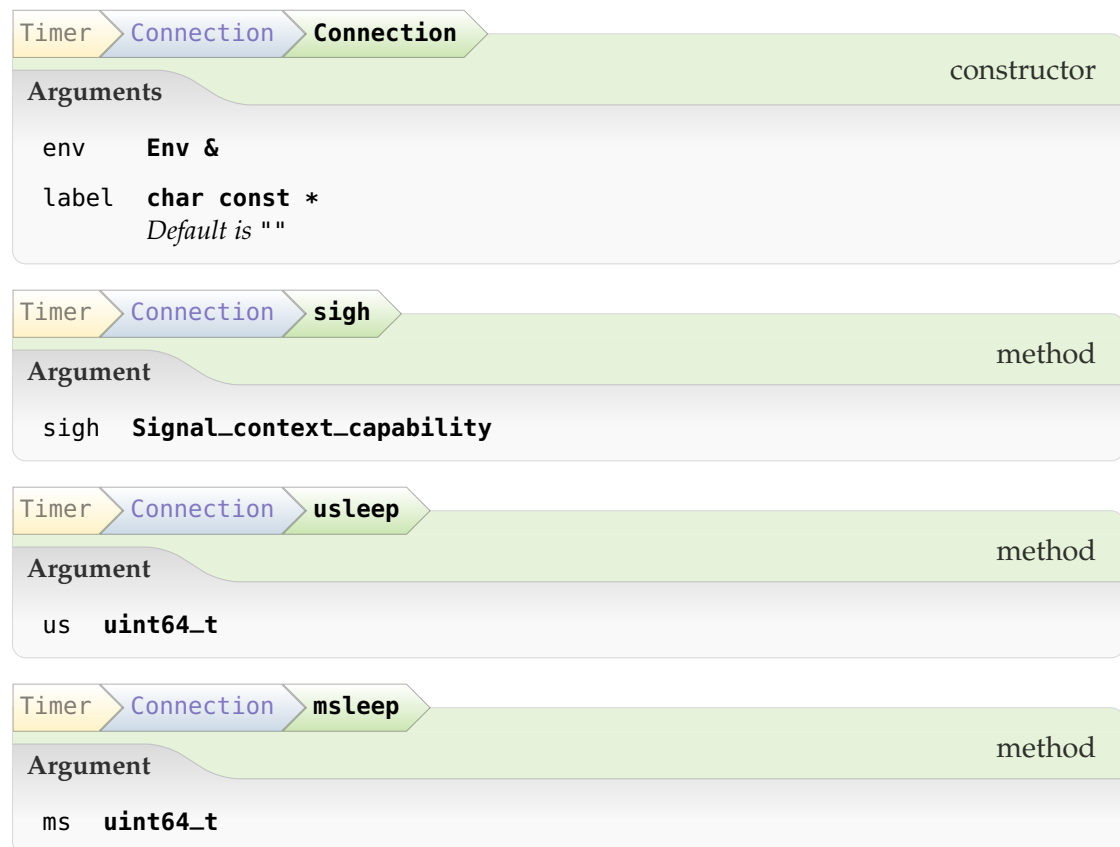 Timer Connection Connection
constructor
Arguments
env Env &
label char const *
Default is ""
Timer Connection sigh
method
Argument
sigh Signal_context_capability
Timer Connection usleep
method
Argument
us uint64_t
Timer Connection msleep
method
Argument
ms uint64_t